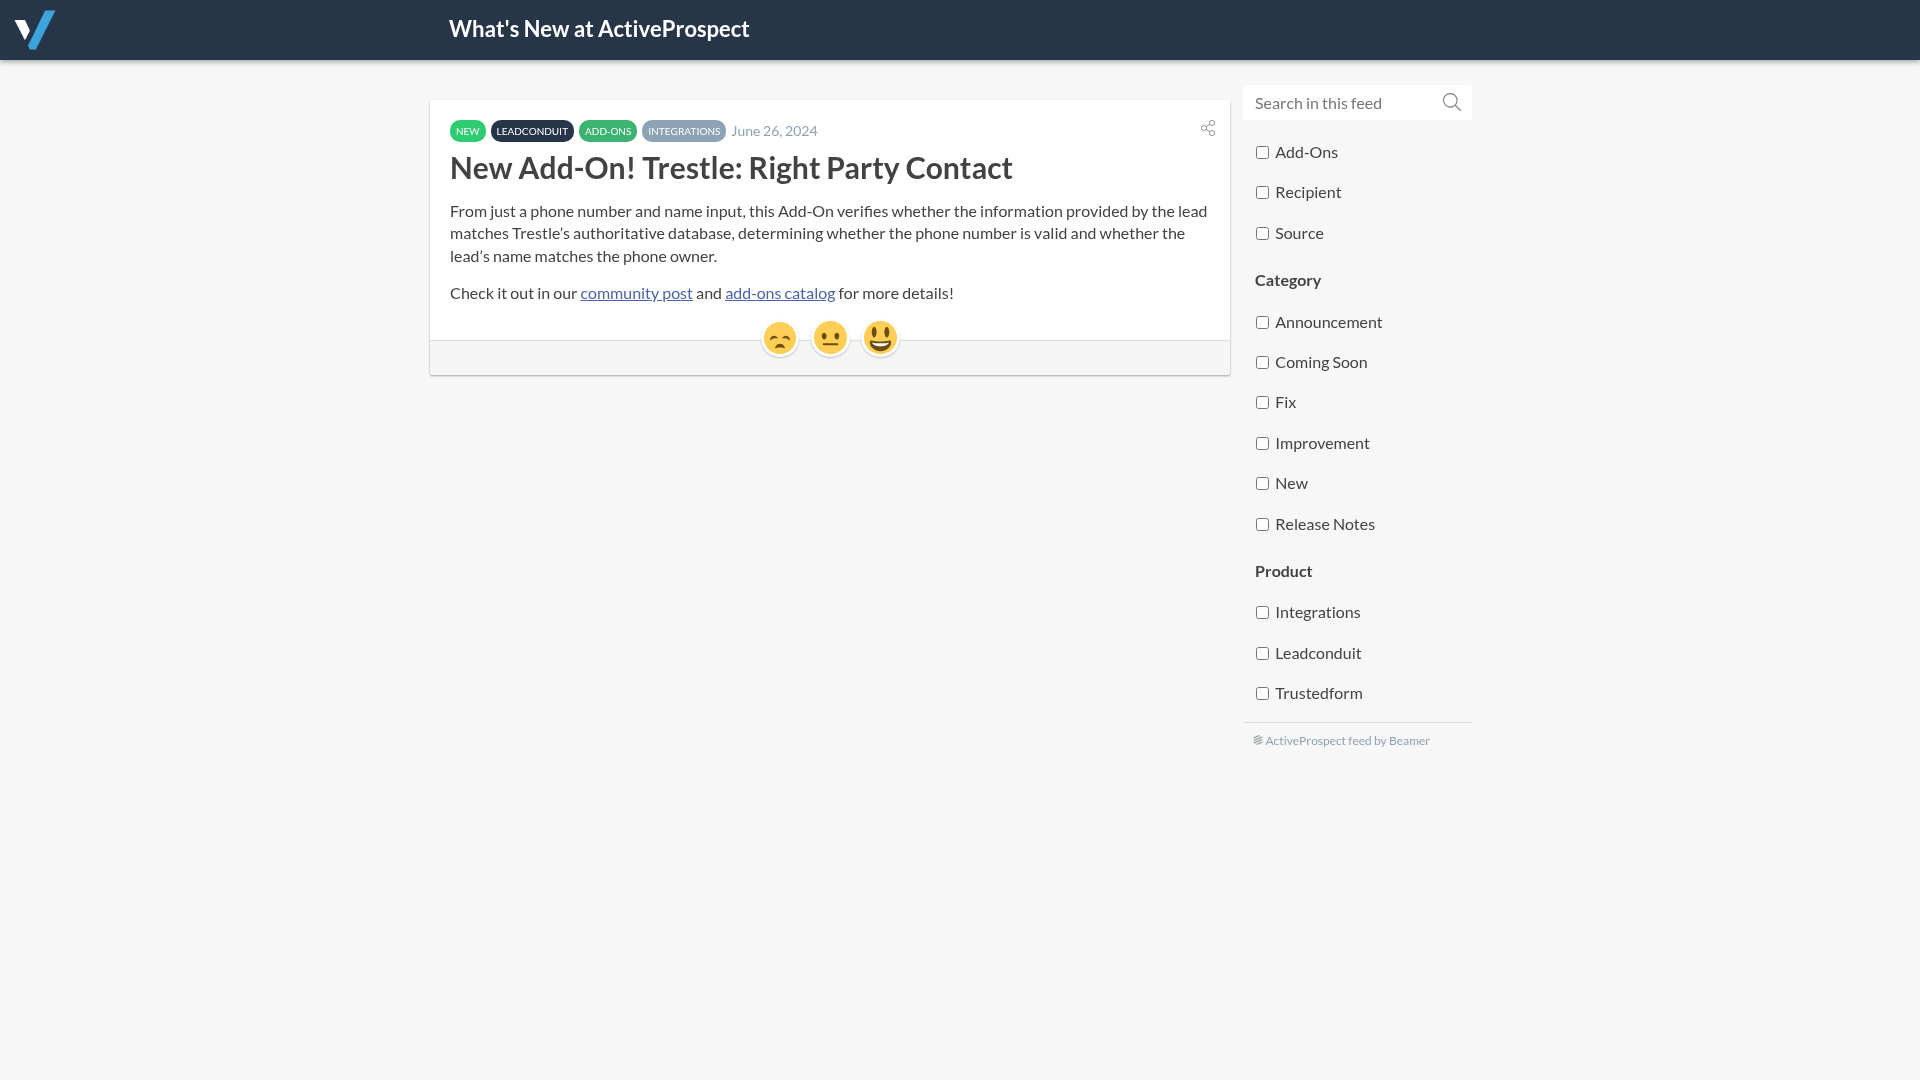 What's New at ActiveProspect
Search in this feed
NEW LEADCONDUIT ADD-ONS INTEGRATIONS June 26, 2024
New Add-On! Trestle: Right Party Contact
From just a phone number and name input, this Add-On verifies whether the information provided by the lead
matches Trestle’s authoritative database, determining whether the phone number is valid and whether the
lead’s name matches the phone owner.
Check it out in our community post and add-ons catalog for more details!
Add-Ons
Recipient
Source
Category
Announcement
Coming Soon
Fix
Improvement
New
Release Notes
Product
Integrations
Leadconduit
Trustedform
ActiveProspect feed by Beamer